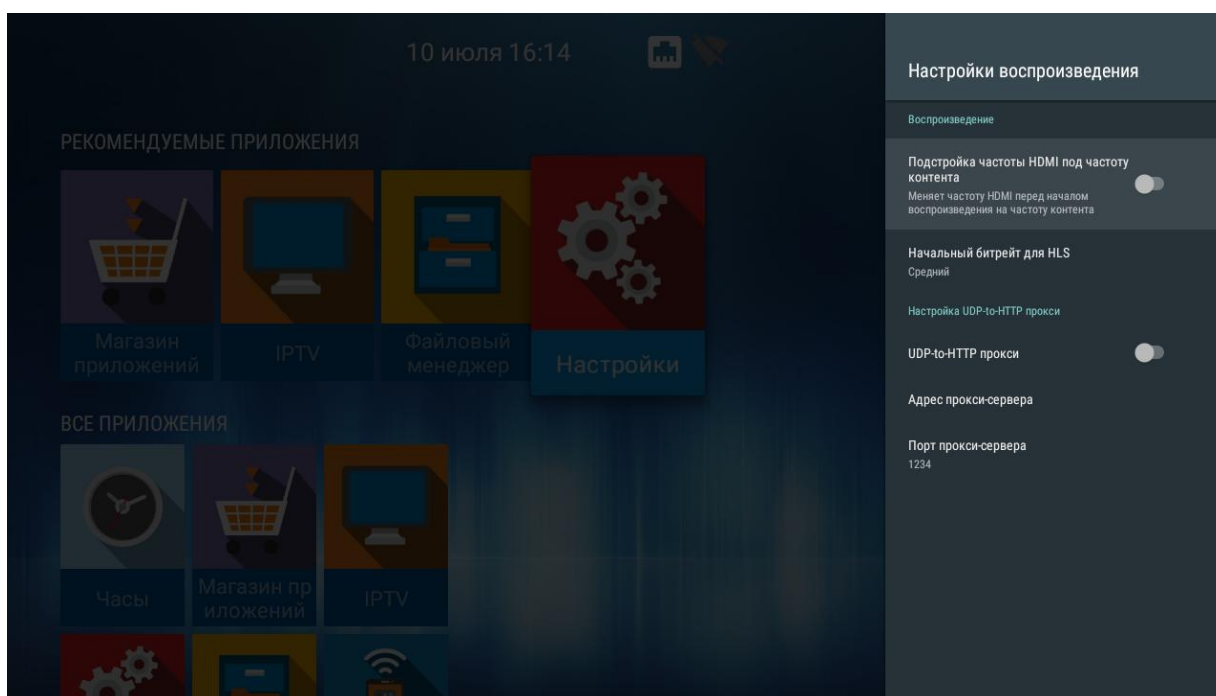 10 июля 16:14
РЕКОМЕНДУЕМЫЕ ПРИЛОЖЕНИЯ
Магазин
приложений
IPTV
Файловый
менеджер
Настройки
ВСЕ ПРИЛОЖЕНИЯ
Часы
Магазин пр
иложений
IPTV
Настройки воспроизведения
Воспроизведение
Подстройка частоты HDMI под частоту
контента
Меняет частоту HDMI перед началом
воспроизведения на частоту контента
Начальный битрейт для HLS
Средний
Настройка UDP-to-HTTP прокси
UDP-to-HTTP прокси
Адрес прокси-сервера
Порт прокси-сервера
1234